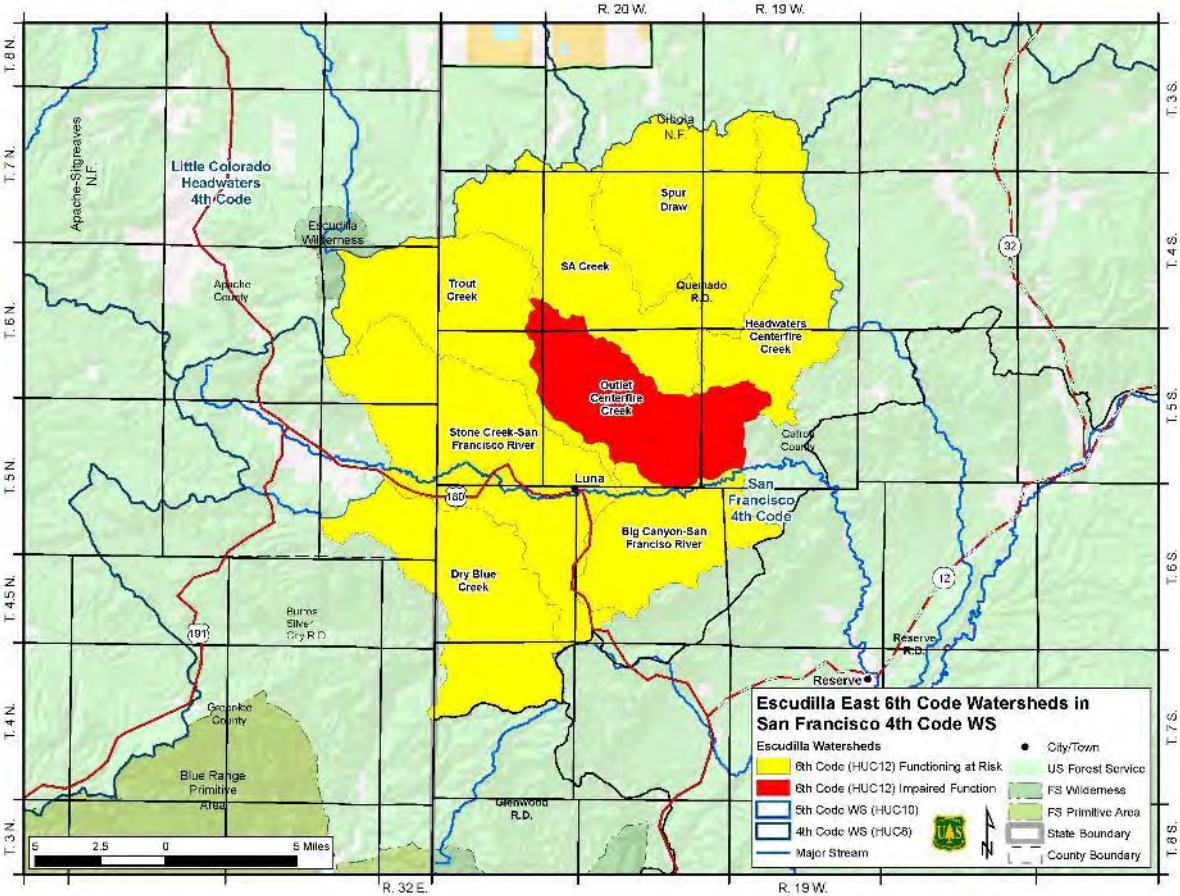 R. 20 W.
R. 19 W.
T. 8 N.
T. 7 N.
T. 6 N.
T. 5 N.
T. 4.5 N.
T. 4 N.
T. 3 N.
T. 3 S.
T. 4 S.
T. 5 S.
T. 6 S.
T. 7 S.
T. 8 S.
Apache-Sitgreaves
N.F.
Little Colorado
Headwaters
4th Code
Cibola
N.F.
Spur
Draw
Escudilla
Wilderness
SA Creek
Trout
Creek
Quemado
R.D.
Apache
County
32
Headwaters
Centerfire
Creek
Outlet
Centerfire
Creek
Stone Creek-San
Francisco River
Catron
County
Luna
180
San
Francisco
4th Code
Big Canyon-San
Franciso River
Dry Blue
Creek
12
191
Silver
City R.D.
Reserve
R.D.
Reserve
Greenlee
County
Blue Range
Primitive
Area
Glenwood
R.D.
5
2.5
0
5 Miles
R. 32 E.
R. 19 W.
Escudilla East 6th Code Watersheds in
San Francisco 4th Code WS
Escudilla Watersheds
6th Code (HUC12) Functioning at Risk
6th Code (HUC12) Impaired Function
5th Code WS (HUC10)
4th Code WS (HUC8)
Major Stream
City/Town
US Forest Service
FS Wilderness
FS Primitive Area
State Boundary
County Boundary
UAS